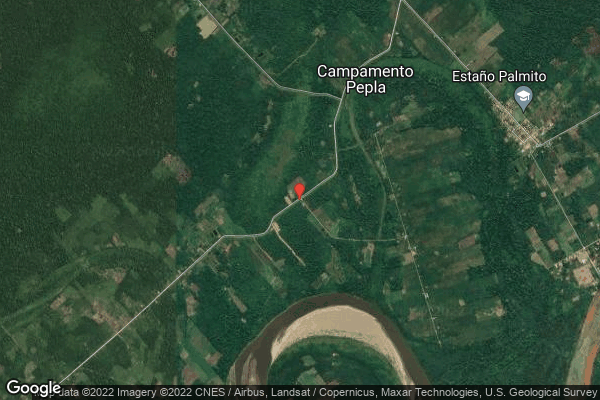 Campamento
Pepla
Estaño Palmito
Google
data ©2022 Imagery ©2022 CNES / Airbus, Landsat / Copernicus, Maxar Technologies, U.S. Geological Survey